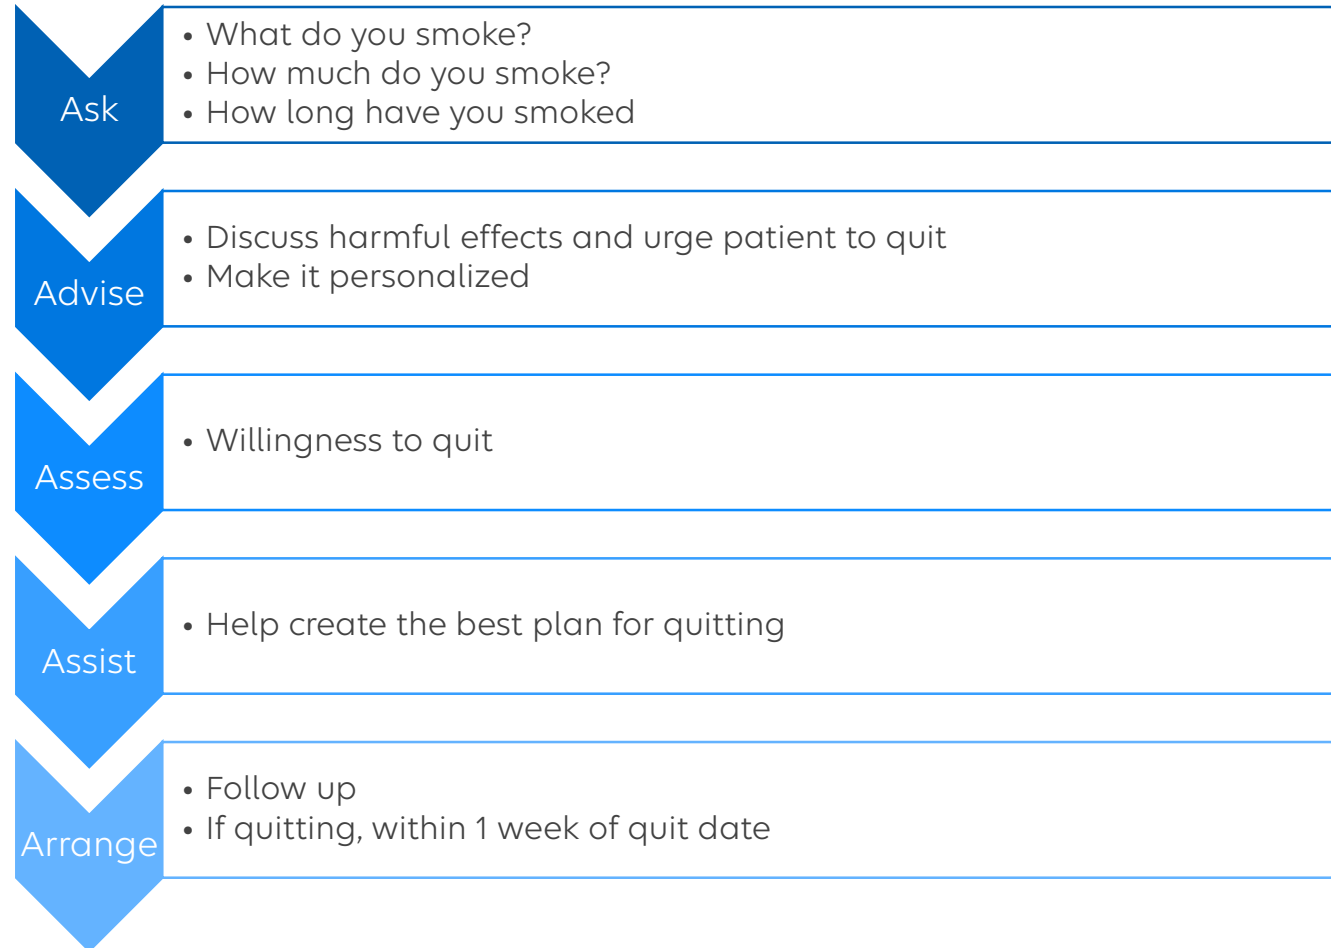 Ask
• What do you smoke?
• How much do you smoke?
• How long have you smoked
Advise
• Discuss harmful effects and urge patient to quit
• Make it personalized
Assess
• Willingness to quit
Assist
• Help create the best plan for quitting
Arrange
• Follow up
• If quitting, within 1 week of quit date